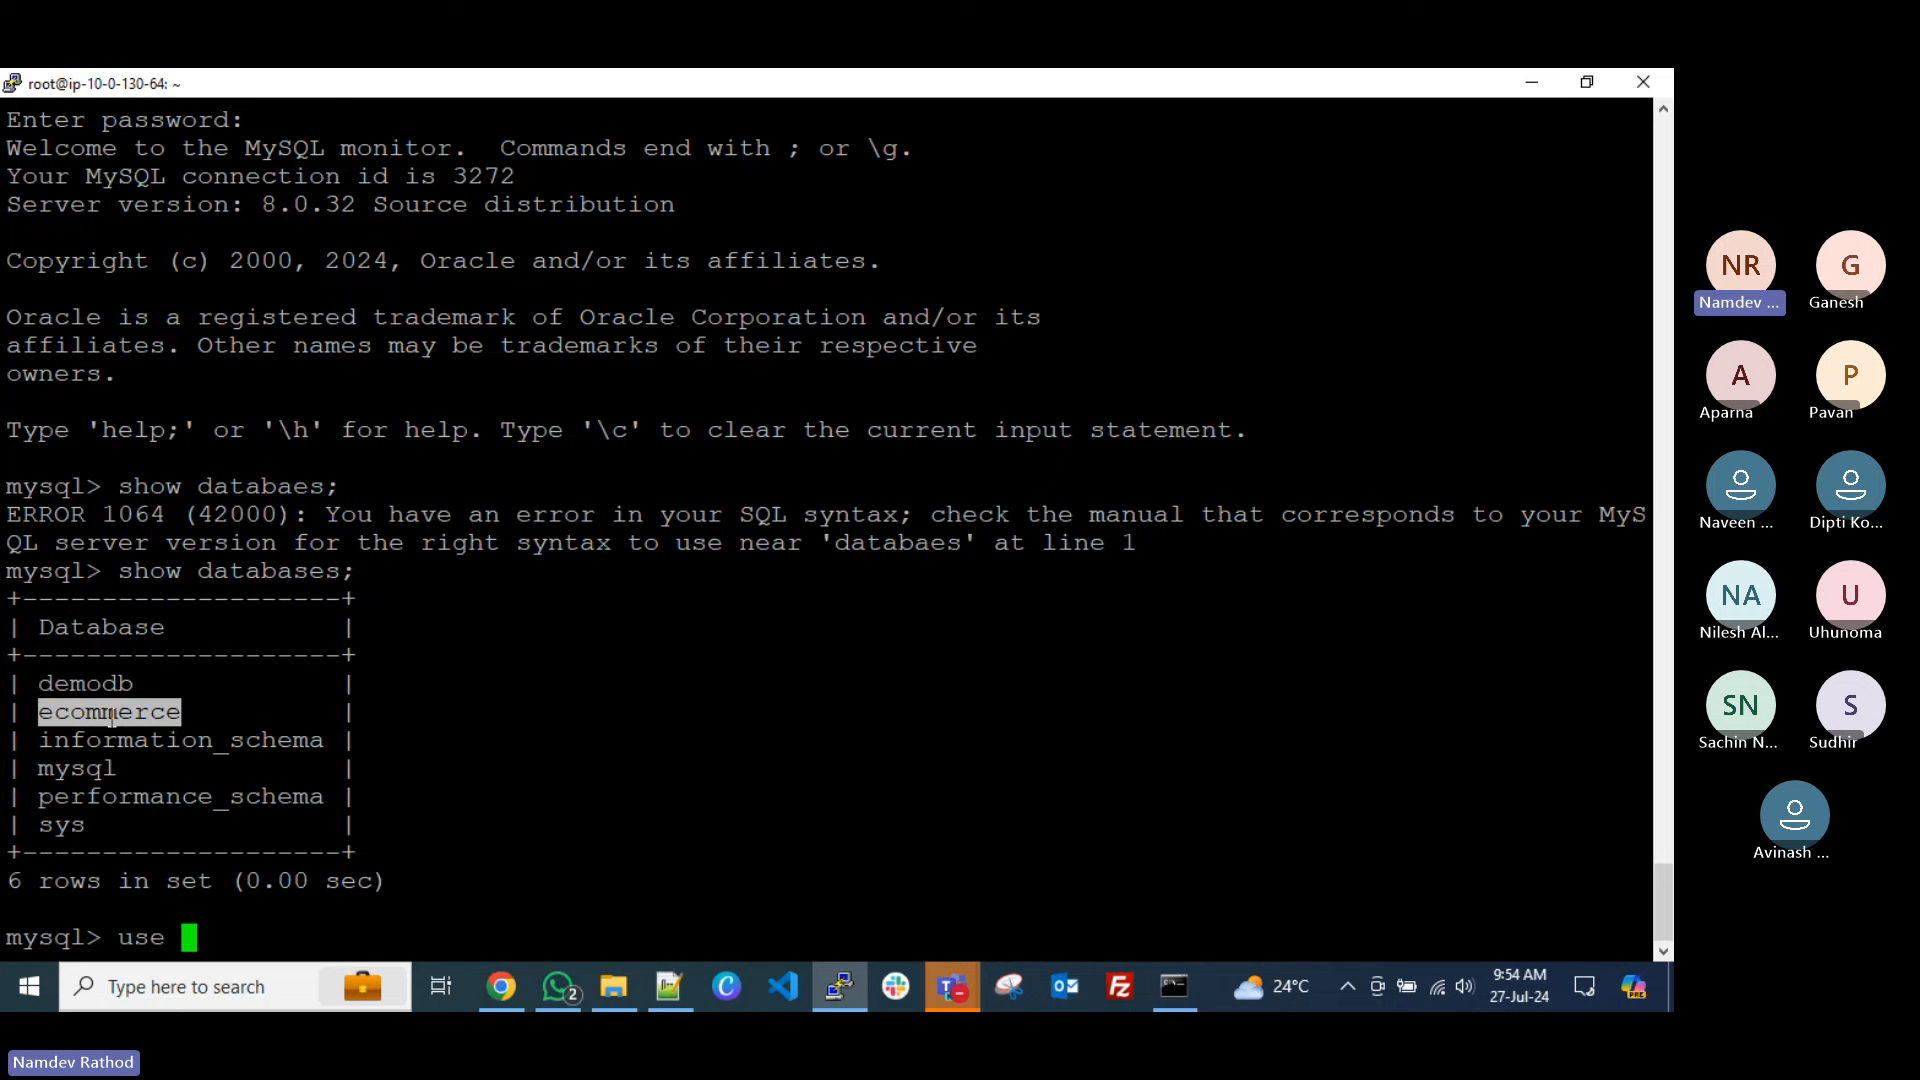 root@ip-10-0-130-64: ~
Enter password:
Welcome to the MySQL monitor.  Commands end with ; or \g.
Your MySQL connection id is 3272
Server version: 8.0.32 Source distribution
Copyright (c) 2000, 2024, Oracle and/or its affiliates.
Oracle is a registered trademark of Oracle Corporation and/or its
affiliates. Other names may be trademarks of their respective
owners.
Type 'help;' or '\h' for help. Type '\c' to clear the current input statement.
mysql> show databaes;
ERROR 1064 (42000): You have an error in your SQL syntax; check the manual that corresponds to your MyS
QL server version for the right syntax to use near 'databaes' at line 1
mysql> show databases;
+--------------------+
| Database           |
+--------------------+
| demodb             |
| ecommerce          |
| information_schema |
| mysql              |
| performance_schema |
| sys                |
+--------------------+
6 rows in set (0.00 sec)
mysql> use
NR
Namdev ...
G
Ganesh
A
Aparna
P
Pavan
Naveen ...
Dipti Ko...
NA
Nilesh Al...
U
Uhunoma
SN
Sachin N...
S
Sudhir
Avinash ...
Type here to search
2
24°C
9:54 AM
27-Jul-24
PRE
Namdev Rathod